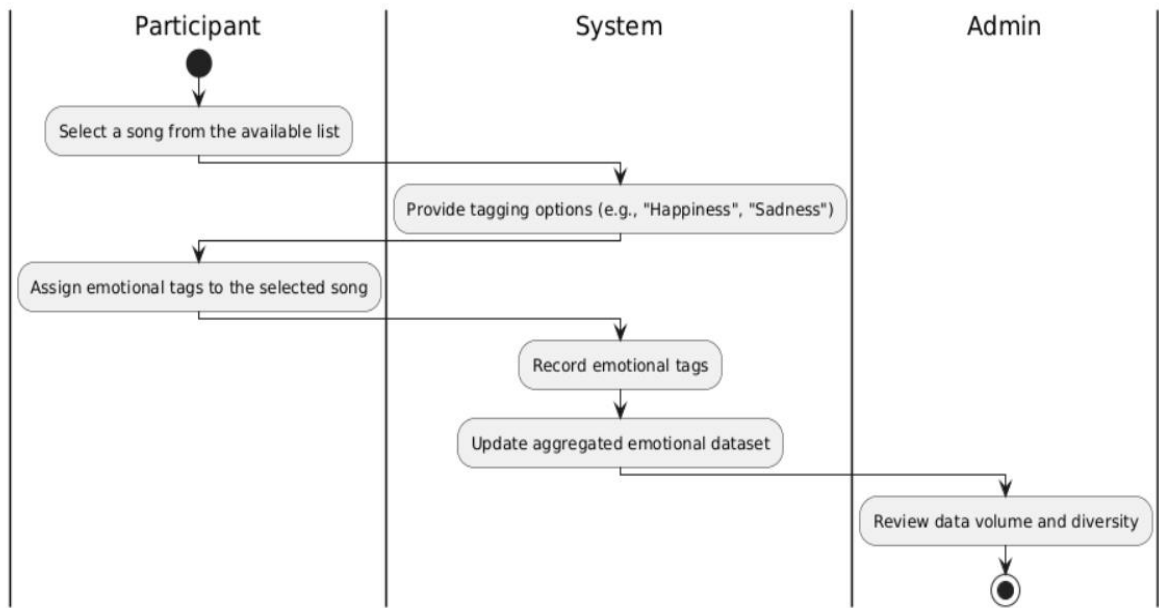 Participant
System
Admin
Select a song from the available list
Provide tagging options (e.g., "Happiness", "Sadness")
Assign emotional tags to the selected song
Record emotional tags
Update aggregated emotional dataset
Review data volume and diversity